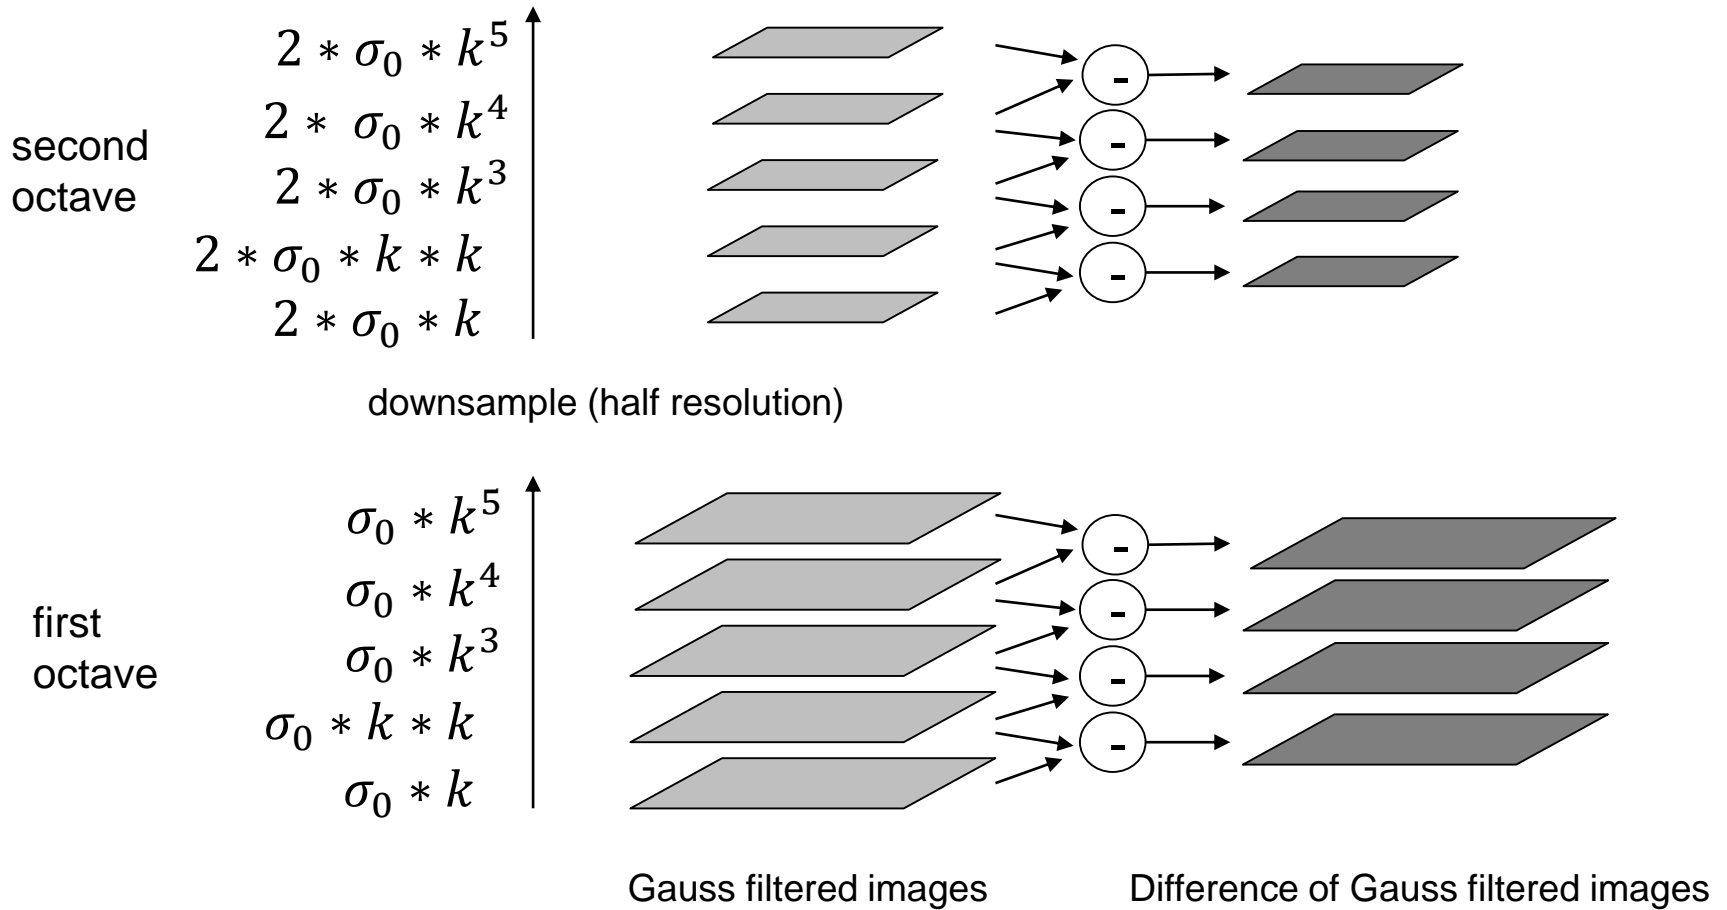 2 ∗ σ₀ ∗ k⁵
2 ∗ σ₀ ∗ k⁴
second
octave
2 ∗ σ₀ ∗ k³
2 ∗ σ₀ ∗ k ∗ k
2 ∗ σ₀ ∗ k
-
-
-
-
downsample (half resolution)
σ₀ ∗ k⁵
σ₀ ∗ k⁴
first
octave
σ₀ ∗ k³
σ₀ ∗ k ∗ k
σ₀ ∗ k
-
-
-
-
Gauss filtered images
Difference of Gauss filtered images